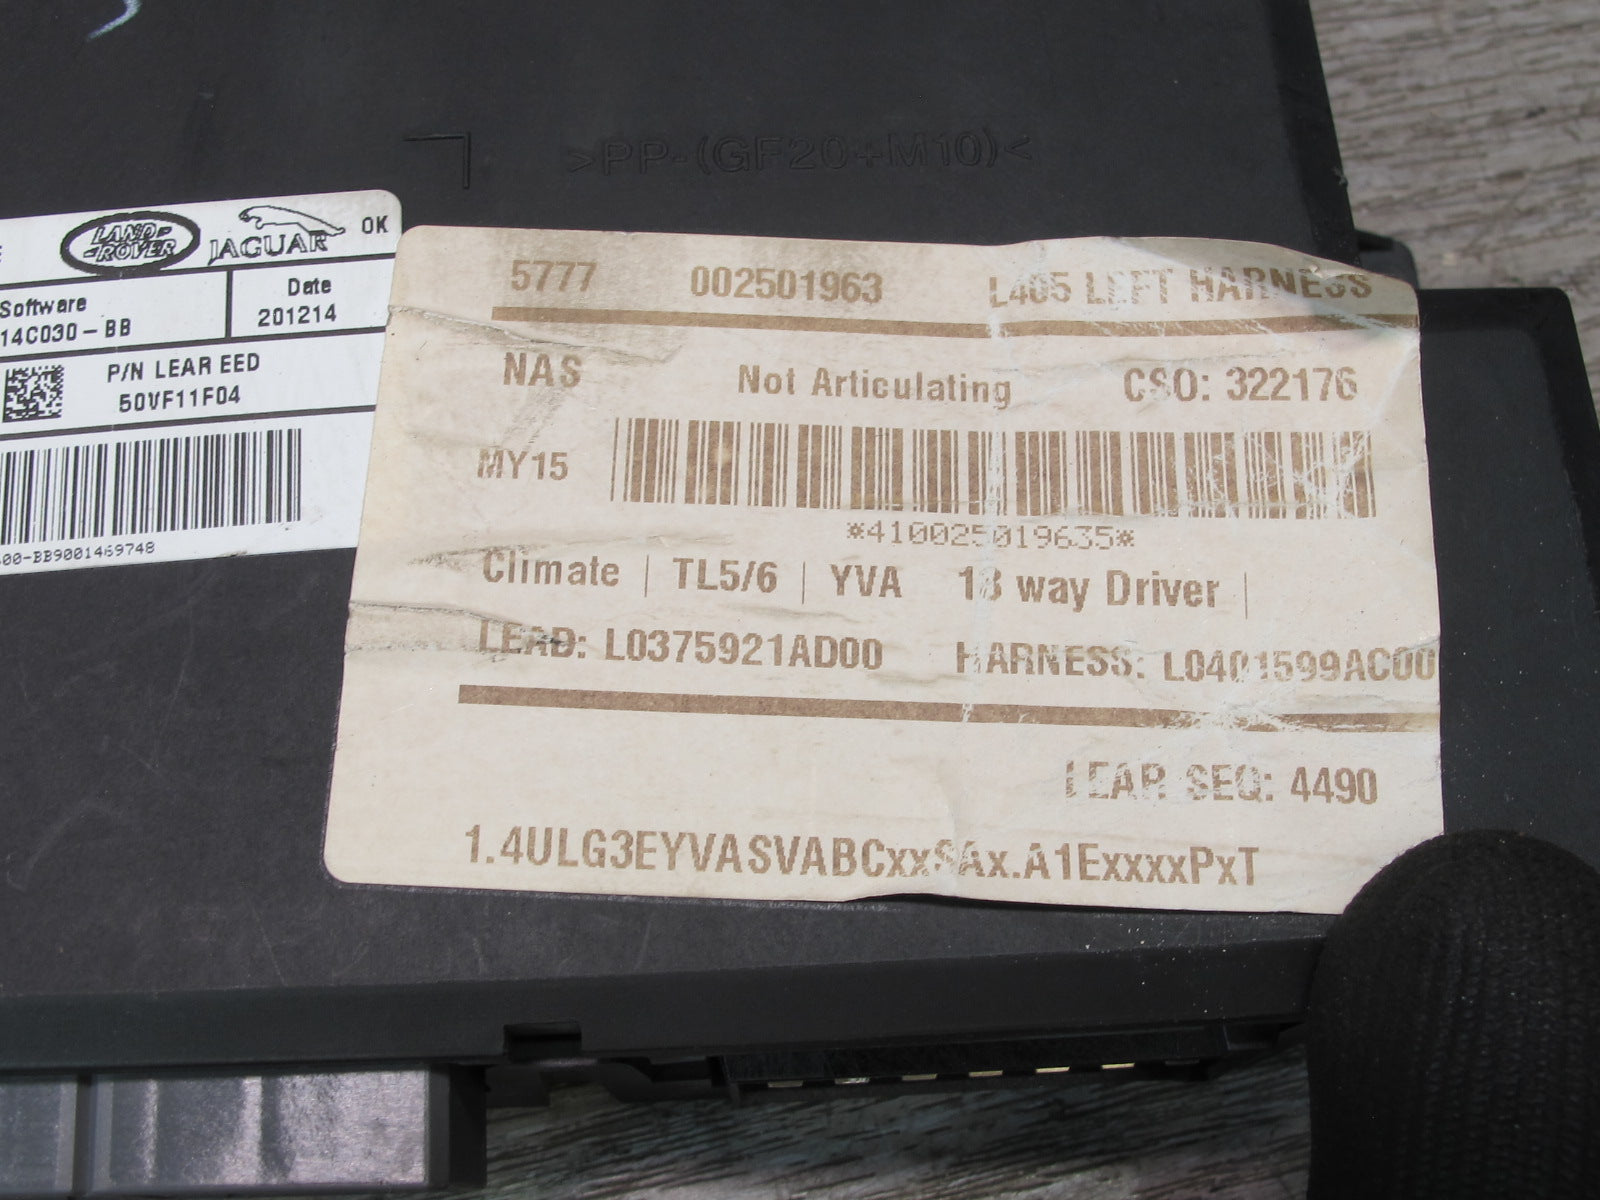 >PP-(GF20+M10)<
LAND-
-ROVER
JAGUAR
OK
Software
14C030-BB
Date
201214
P/N LEAR EED
50VF11F04
00-BB9001469748
5777 002501963 L405 LEFT HARNESS
NAS Not Articulating CSO: 322176
MY15
*410025019635*
Climate | TL5/6 | YVA 18 way Driver |
LEAD: L0375921AD00 HARNESS: L0401599AC00
LEAR SEQ: 4490
1.4ULG3EYVASVABCxxSAx.A1ExxxxPxT